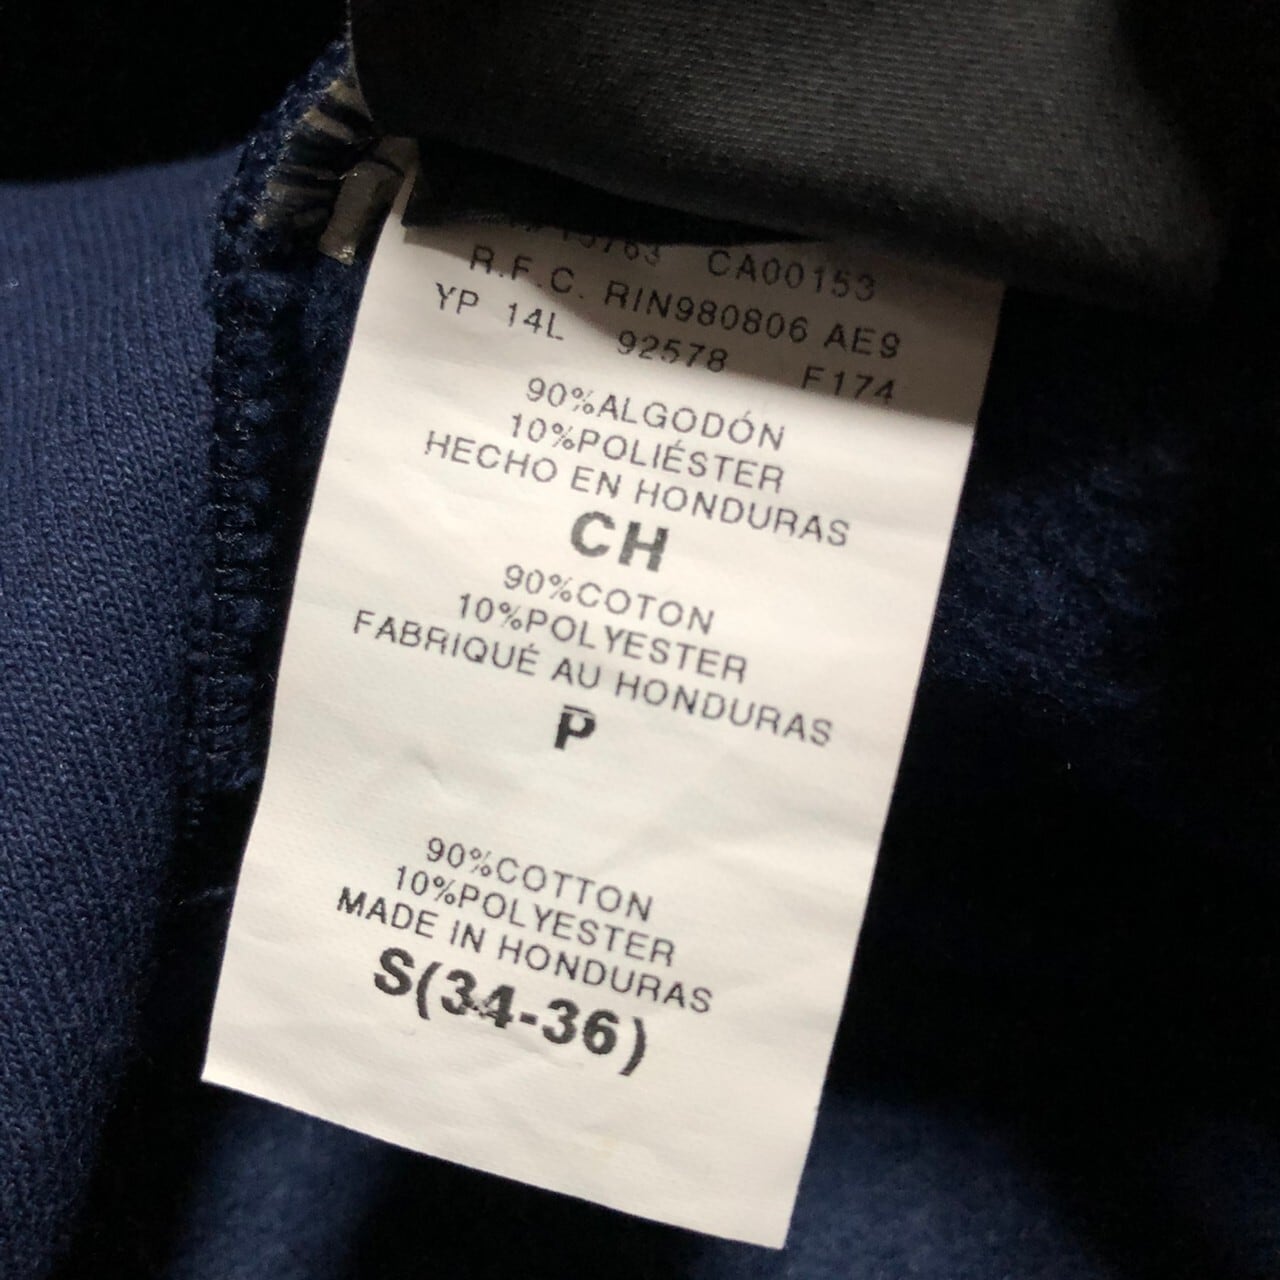 CA00153
R.F.C. RIN980806 AE9
YP 14L 92578 F174
90%ALGODÓN
10%POLIÉSTER
HECHO EN HONDURAS
CH
90%COTON
10%POLYESTER
FABRIQUÉ AU HONDURAS
P
90%COTTON
10%POLYESTER
MADE IN HONDURAS
S(34-36)